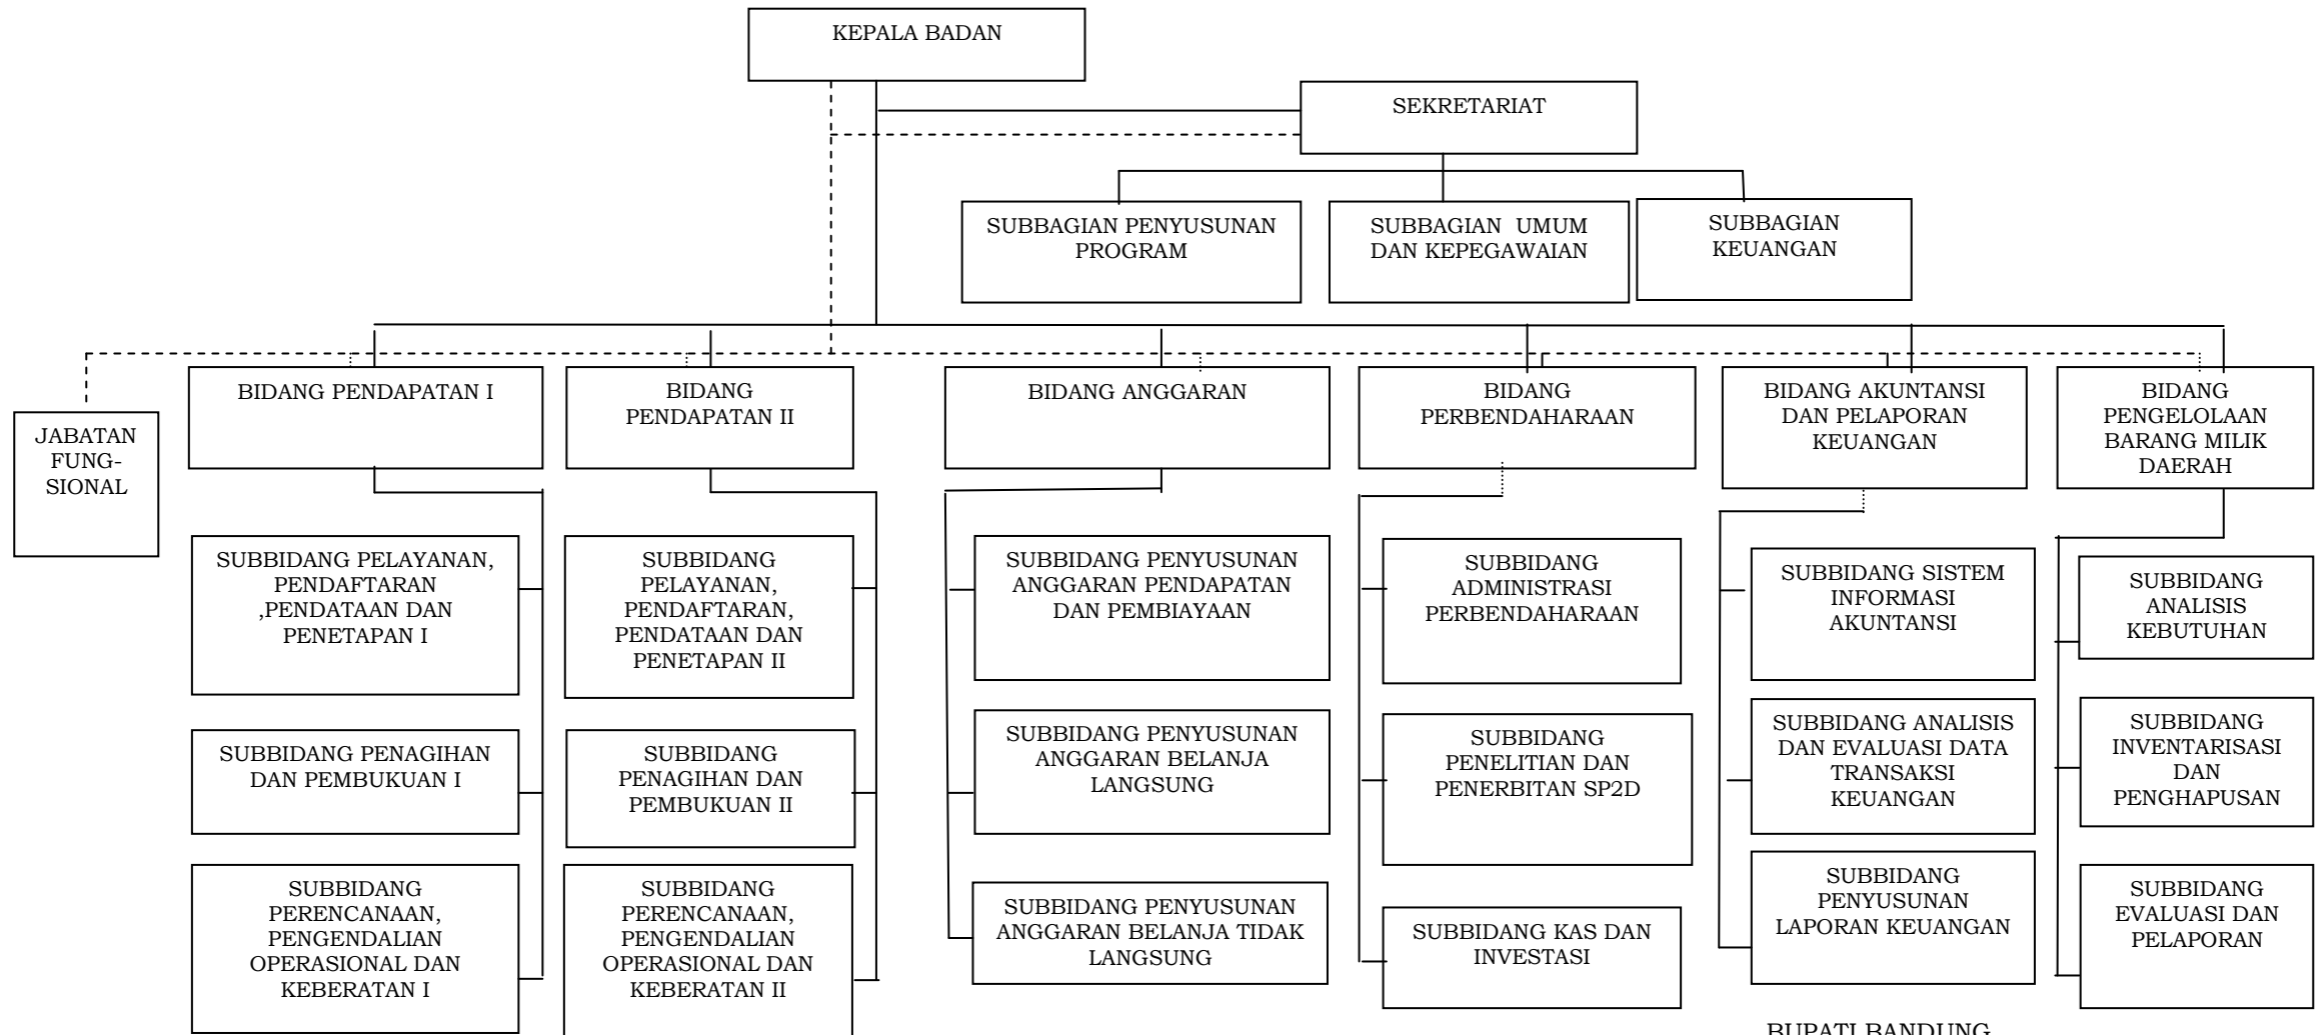 KEPALA BADAN
SEKRETARIAT
SUBBAGIAN PENYUSUNAN
PROGRAM
SUBBAGIAN UMUM
DAN KEPEGAWAIAN
SUBBAGIAN
KEUANGAN
JABATAN
FUNG-
SIONAL
BIDANG PENDAPATAN I
BIDANG
PENDAPATAN II
BIDANG ANGGARAN
BIDANG
PERBENDAHARAAN
BIDANG AKUNTANSI
DAN PELAPORAN
KEUANGAN
BIDANG
PENGELOLAAN
BARANG MILIK
DAERAH
SUBBIDANG PELAYANAN,
PENDAFTARAN
,PENDATAAN DAN
PENETAPAN I
SUBBIDANG
PELAYANAN,
PENDAFTARAN,
PENDATAAN DAN
PENETAPAN II
SUBBIDANG PENYUSUNAN
ANGGARAN PENDAPATAN
DAN PEMBIAYAAN
SUBBIDANG
ADMINISTRASI
PERBENDAHARAAN
SUBBIDANG SISTEM
INFORMASI
AKUNTANSI
SUBBIDANG
ANALISIS
KEBUTUHAN
SUBBIDANG PENAGIHAN
DAN PEMBUKUAN I
SUBBIDANG
PENAGIHAN DAN
PEMBUKUAN II
SUBBIDANG PENYUSUNAN
ANGGARAN BELANJA
LANGSUNG
SUBBIDANG
PENELITIAN DAN
PENERBITAN SP2D
SUBBIDANG ANALISIS
DAN EVALUASI DATA
TRANSAKSI
KEUANGAN
SUBBIDANG
INVENTARISASI
DAN
PENGHAPUSAN
SUBBIDANG
PERENCANAAN,
PENGENDALIAN
OPERASIONAL DAN
KEBERATAN I
SUBBIDANG
PERENCANAAN,
PENGENDALIAN
OPERASIONAL DAN
KEBERATAN II
SUBBIDANG PENYUSUNAN
ANGGARAN BELANJA TIDAK
LANGSUNG
SUBBIDANG KAS DAN
INVESTASI
SUBBIDANG
PENYUSUNAN
LAPORAN KEUANGAN
SUBBIDANG
EVALUASI DAN
PELAPORAN
BUPATI BANDUNG